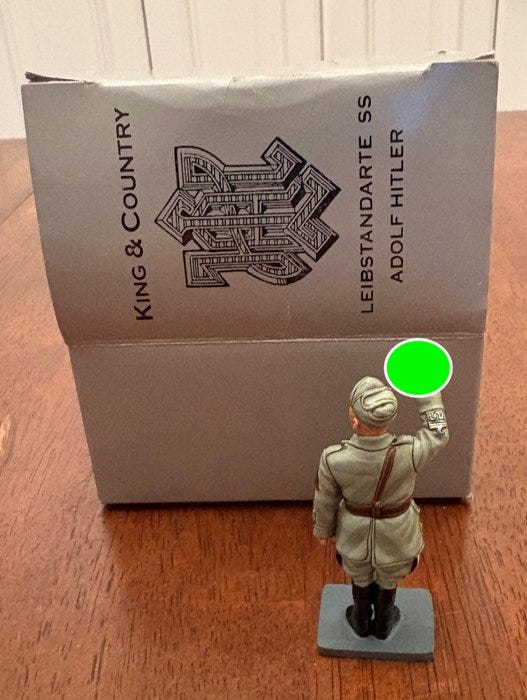 KING & COUNTRY
LEIBSTANDARTE SS
ADOLF HITLER